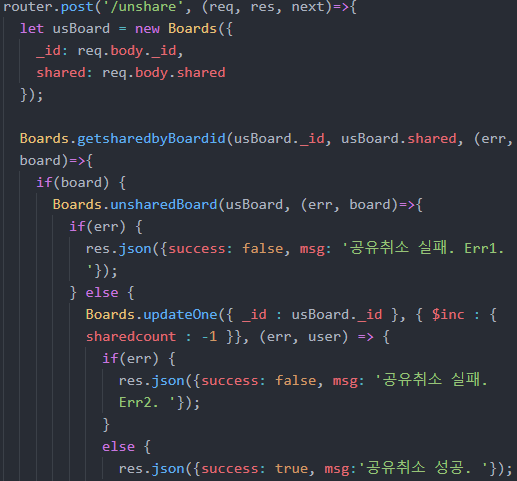 router.post('/unshare', (req, res, next)=>{
let usBoard = new Boards({
_id: req.body._id,
shared: req.body.shared
});
Boards.getsharedbyBoardid(usBoard._id, usBoard.shared, (err,
board)=>{
if(board) {
Boards.unsharedBoard(usBoard, (err, board)=>{
if(err) {
res.json({success: false, msg: '공유취소 실패. Err1.
'});
} else {
Boards.updateOne({ _id : usBoard._id }, { $inc : {
sharedcount : -1 }}, (err, user) => {
if(err) {
res.json({success: false, msg: '공유취소 실패.
Err2. '});
}
else {
res.json({success: true, msg:'공유취소 성공. '});